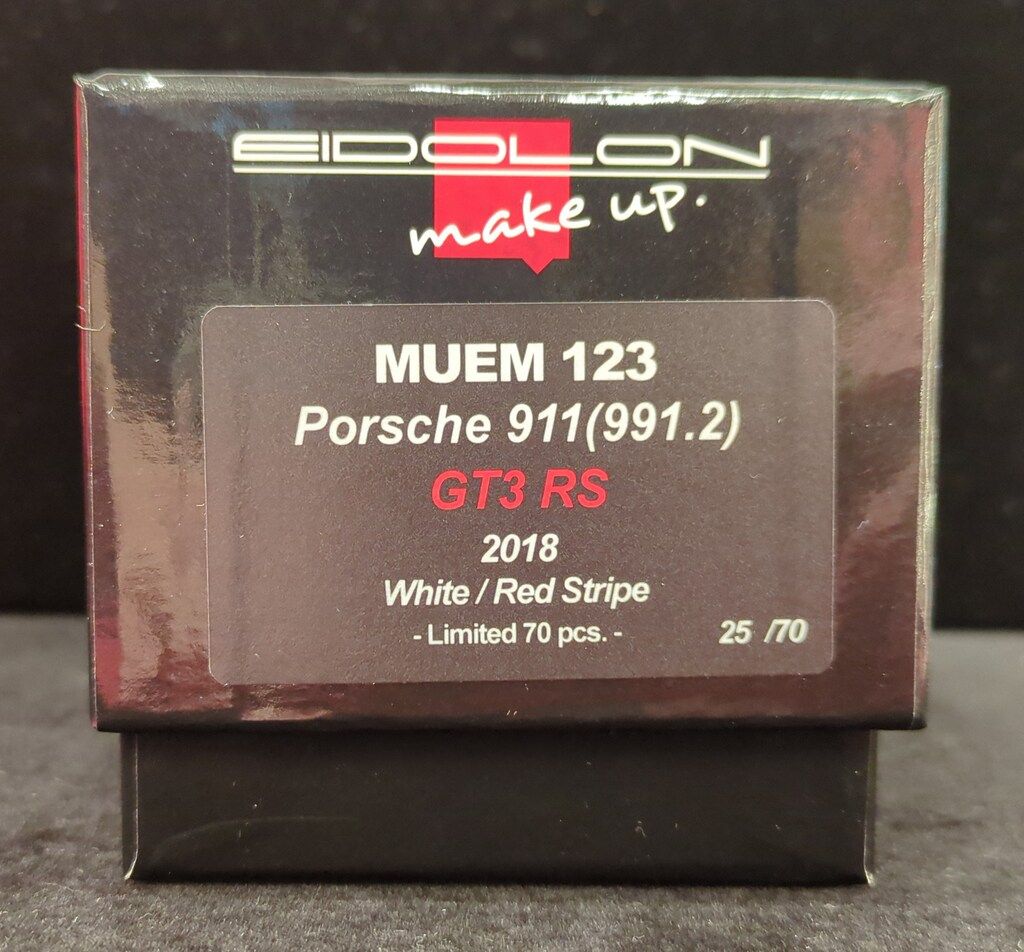 EIDOLON
make up.
MUEM 123
Porsche 911(991.2)
GT3 RS
2018
White / Red Stripe
- Limited 70 pcs. -
25 /70